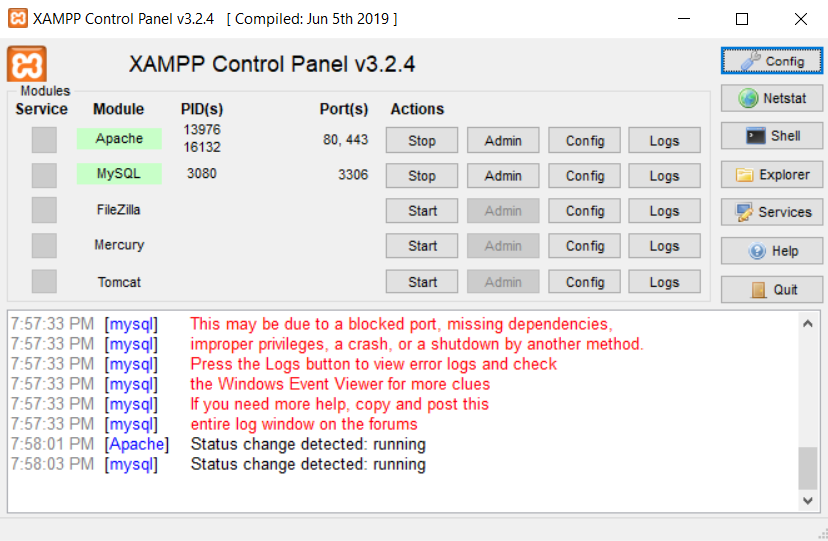 XAMPP Control Panel v3.2.4 [ Compiled: Jun 5th 2019 ]
XAMPP Control Panel v3.2.4
Config
Modules
Service Module PID(s) Port(s) Actions
Apache 13976 16132 80, 443 Stop Admin Config Logs
MySQL 3080 3306 Stop Admin Config Logs
FileZilla Start Admin Config Logs
Mercury Start Admin Config Logs
Tomcat Start Admin Config Logs
Netstat
Shell
Explorer
Services
Help
Quit
7:57:33 PM [mysql] This may be due to a blocked port, missing dependencies,
7:57:33 PM [mysql] improper privileges, a crash, or a shutdown by another method.
7:57:33 PM [mysql] Press the Logs button to view error logs and check
7:57:33 PM [mysql] the Windows Event Viewer for more clues
7:57:33 PM [mysql] If you need more help, copy and post this
7:57:33 PM [mysql] entire log window on the forums
7:58:01 PM [Apache] Status change detected: running
7:58:03 PM [mysql] Status change detected: running